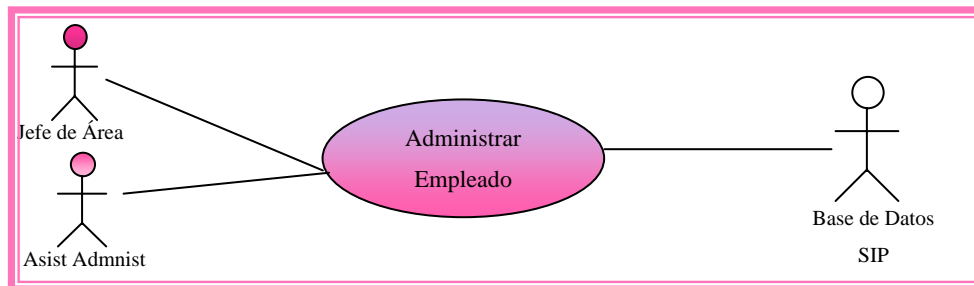 Jefe de Área
Asist Admnist
Administrar
Empleado
Base de Datos
SIP